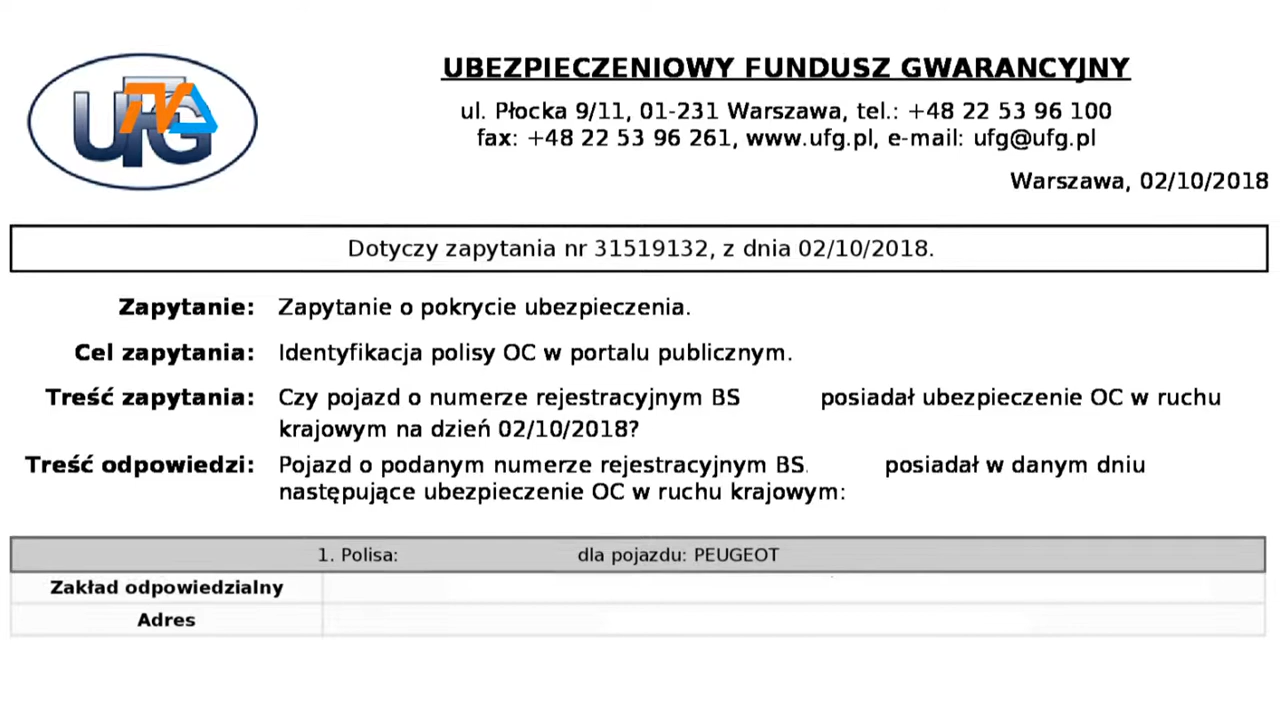 UFG
UBEZPIECZENIOWY FUNDUSZ GWARANCYJNY
ul. Płocka 9/11, 01-231 Warszawa, tel.: +48 22 53 96 100
fax: +48 22 53 96 261, www.ufg.pl, e-mail: ufg@ufg.pl
Warszawa, 02/10/2018
Dotyczy zapytania nr 31519132, z dnia 02/10/2018.
Zapytanie: Zapytanie o pokrycie ubezpieczenia.
Cel zapytania: Identyfikacja polisy OC w portalu publicznym.
Treść zapytania: Czy pojazd o numerze rejestracyjnym BS posiadał ubezpieczenie OC w ruchu
krajowym na dzień 02/10/2018?
Treść odpowiedzi: Pojazd o podanym numerze rejestracyjnym BS. posiadał w danym dniu
następujące ubezpieczenie OC w ruchu krajowym:
1. Polisa: dla pojazdu: PEUGEOT
Zakład odpowiedzialny
Adres